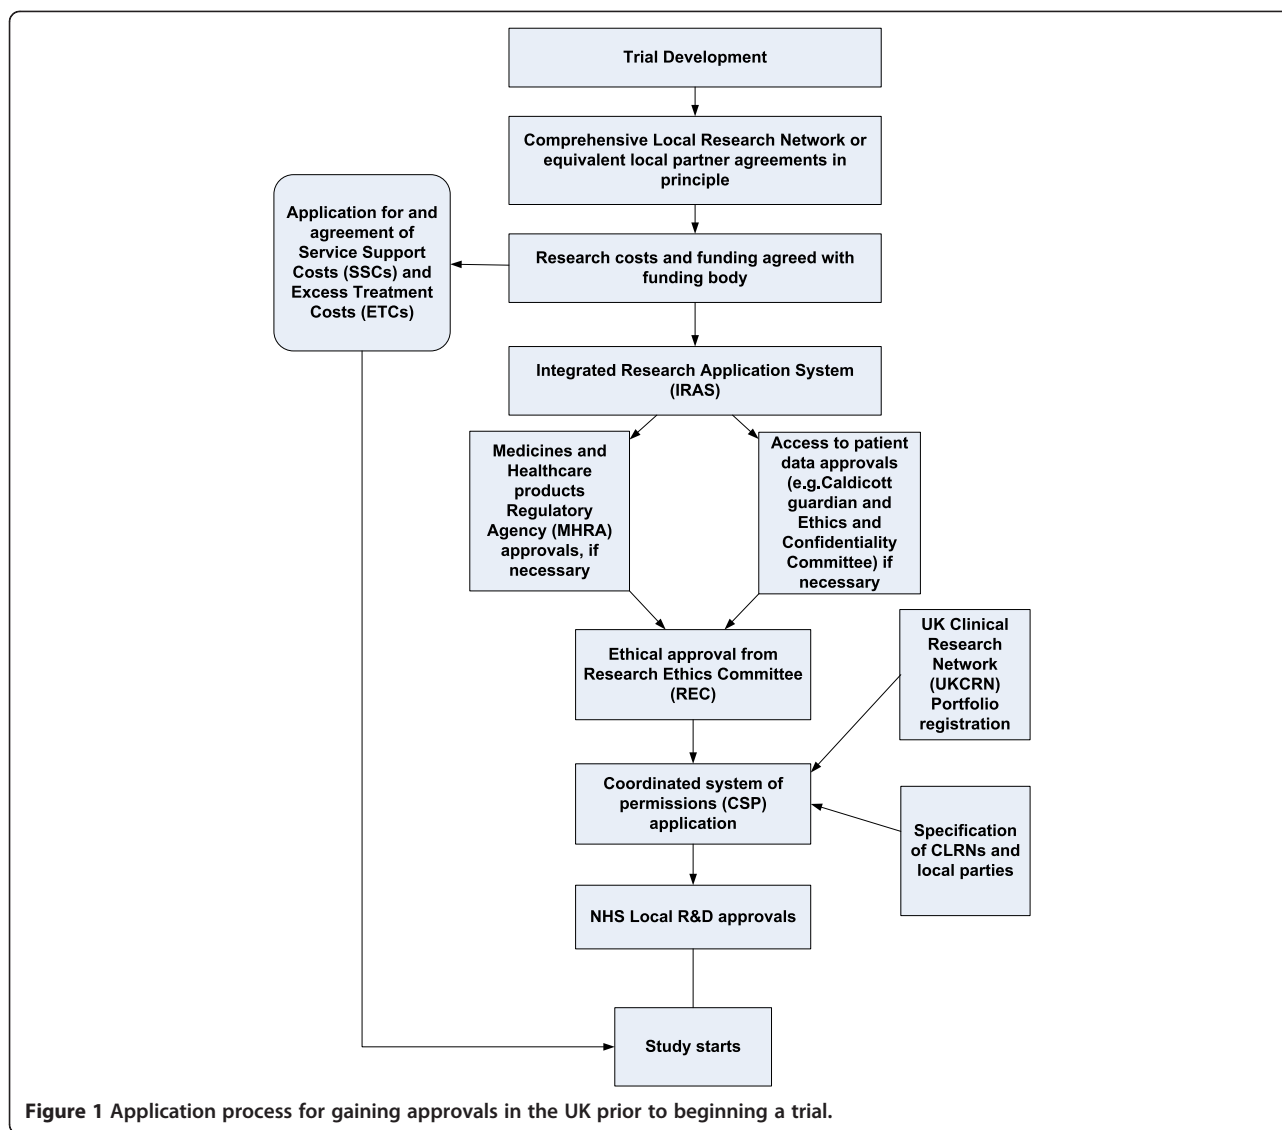 Trial Development
Comprehensive Local Research Network or
equivalent local partner agreements in
principle
Application for and
agreement of
Service Support
Costs (SSCs) and
Excess Treatment
Costs (ETCs)
Research costs and funding agreed with
funding body
Integrated Research Application System
(IRAS)
Medicines and
Healthcare
products
Regulatory
Agency (MHRA)
approvals, if
necessary
Access to patient
data approvals
(e.g.Caldicott
guardian and
Ethics and
Confidentiality
Committee) if
necessary
Ethical approval from
Research Ethics Committee
(REC)
UK Clinical
Research
Network
(UKCRN)
Portfolio
registration
Coordinated system of
permissions (CSP)
application
Specification
of CLRNs and
local parties
NHS Local R&D approvals
Study starts
Figure 1 Application process for gaining approvals in the UK prior to beginning a trial.